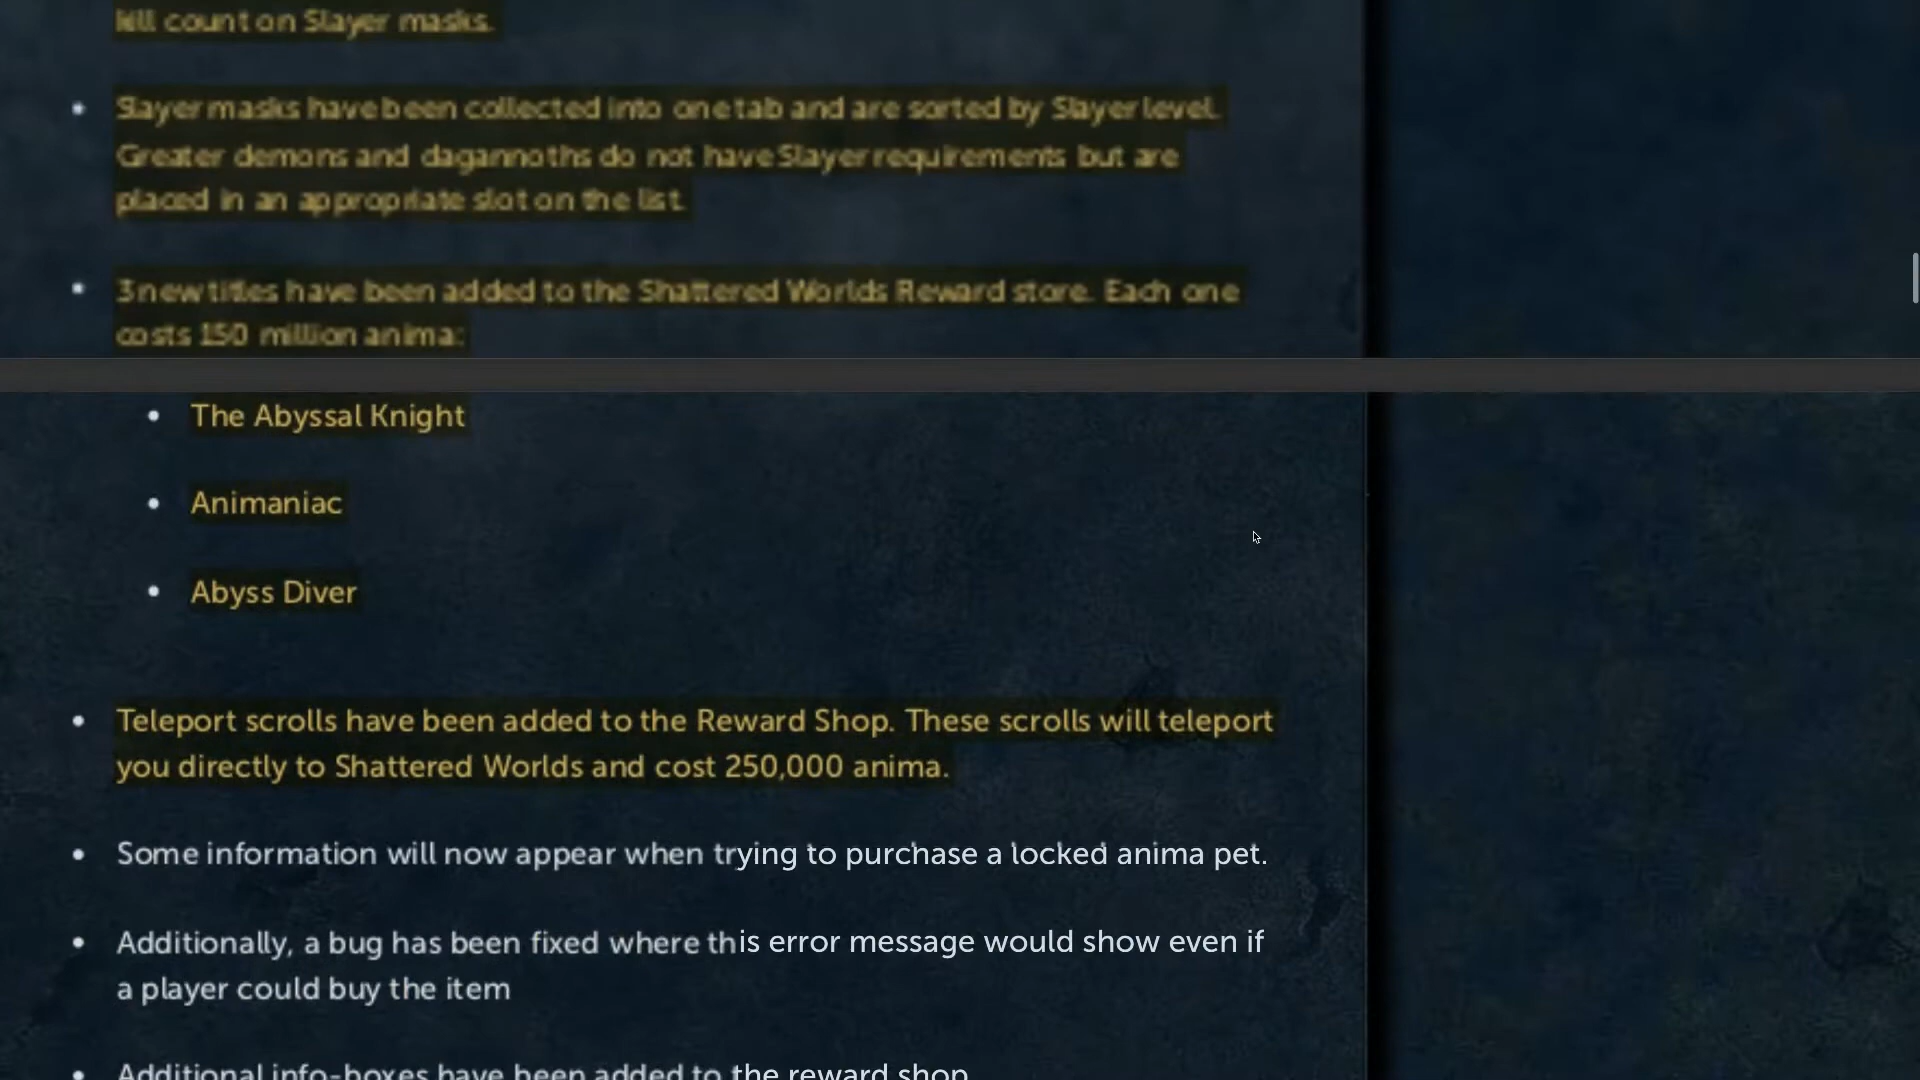 kill count on Slayer masks.
Slayer masks have been collected into one tab and are sorted by Slayer level.
Greater demons and dagannoths do not have Slayer requirements but are
placed in an appropriate slot on the list.
3 new titles have been added to the Shattered Worlds Reward store. Each one
costs 150 million anima:
The Abyssal Knight
Animaniac
Abyss Diver
Teleport scrolls have been added to the Reward Shop. These scrolls will teleport
you directly to Shattered Worlds and cost 250,000 anima.
Some information will now appear when trying to purchase a locked anima pet.
Additionally, a bug has been fixed where this error message would show even if
a player could buy the item
Additional info-boxes have been added to the reward shop